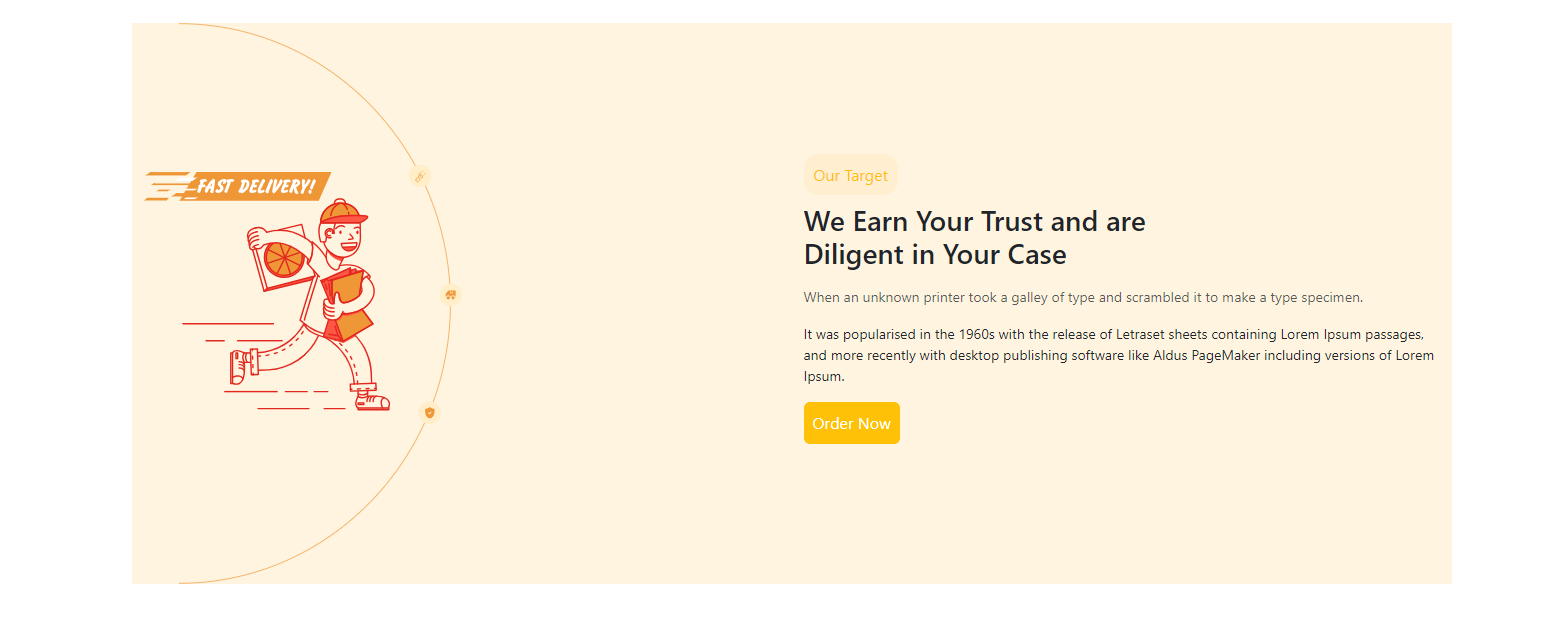 FAST DELIVERY!
Our Target
We Earn Your Trust and are
Diligent in Your Case
When an unknown printer took a galley of type and scrambled it to make a type specimen.
It was popularised in the 1960s with the release of Letraset sheets containing Lorem Ipsum passages,
and more recently with desktop publishing software like Aldus PageMaker including versions of Lorem
Ipsum.
Order Now